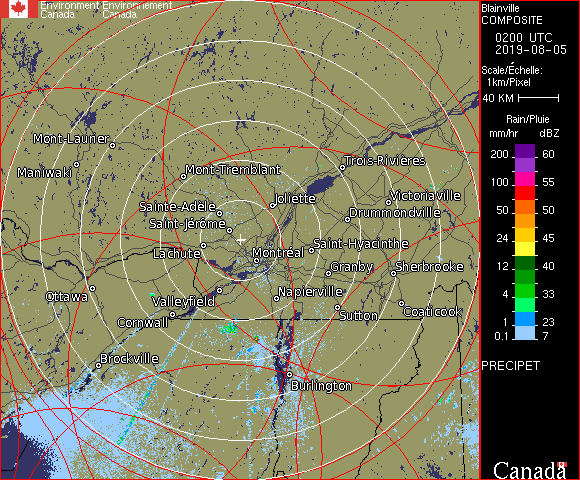 Environment Environnement
Canada Canada
Blainville
COMPOSITE
0200 UTC
2019-08-05
Scale/Échelle:
1km/Pixel
40 KM
Rain/Pluie
mm/hr dBZ
200 60
100 55
50 50
24 45
12 40
4 33
1 23
0.1 7
PRECIPET
Canada
Mont-Laurier
Maniwaki
Mont-Tremblant
Trois-Rivières
Sainte-Adèle
Joliette
Victoriaville
Saint-Jérôme
Drummondville
Lachute
Montréal
Saint-Hyacinthe
Granby
Sherbrooke
Ottawa
Valleyfield
Napierville
Cornwall
Sutton
Coaticook
Brockville
Burlington